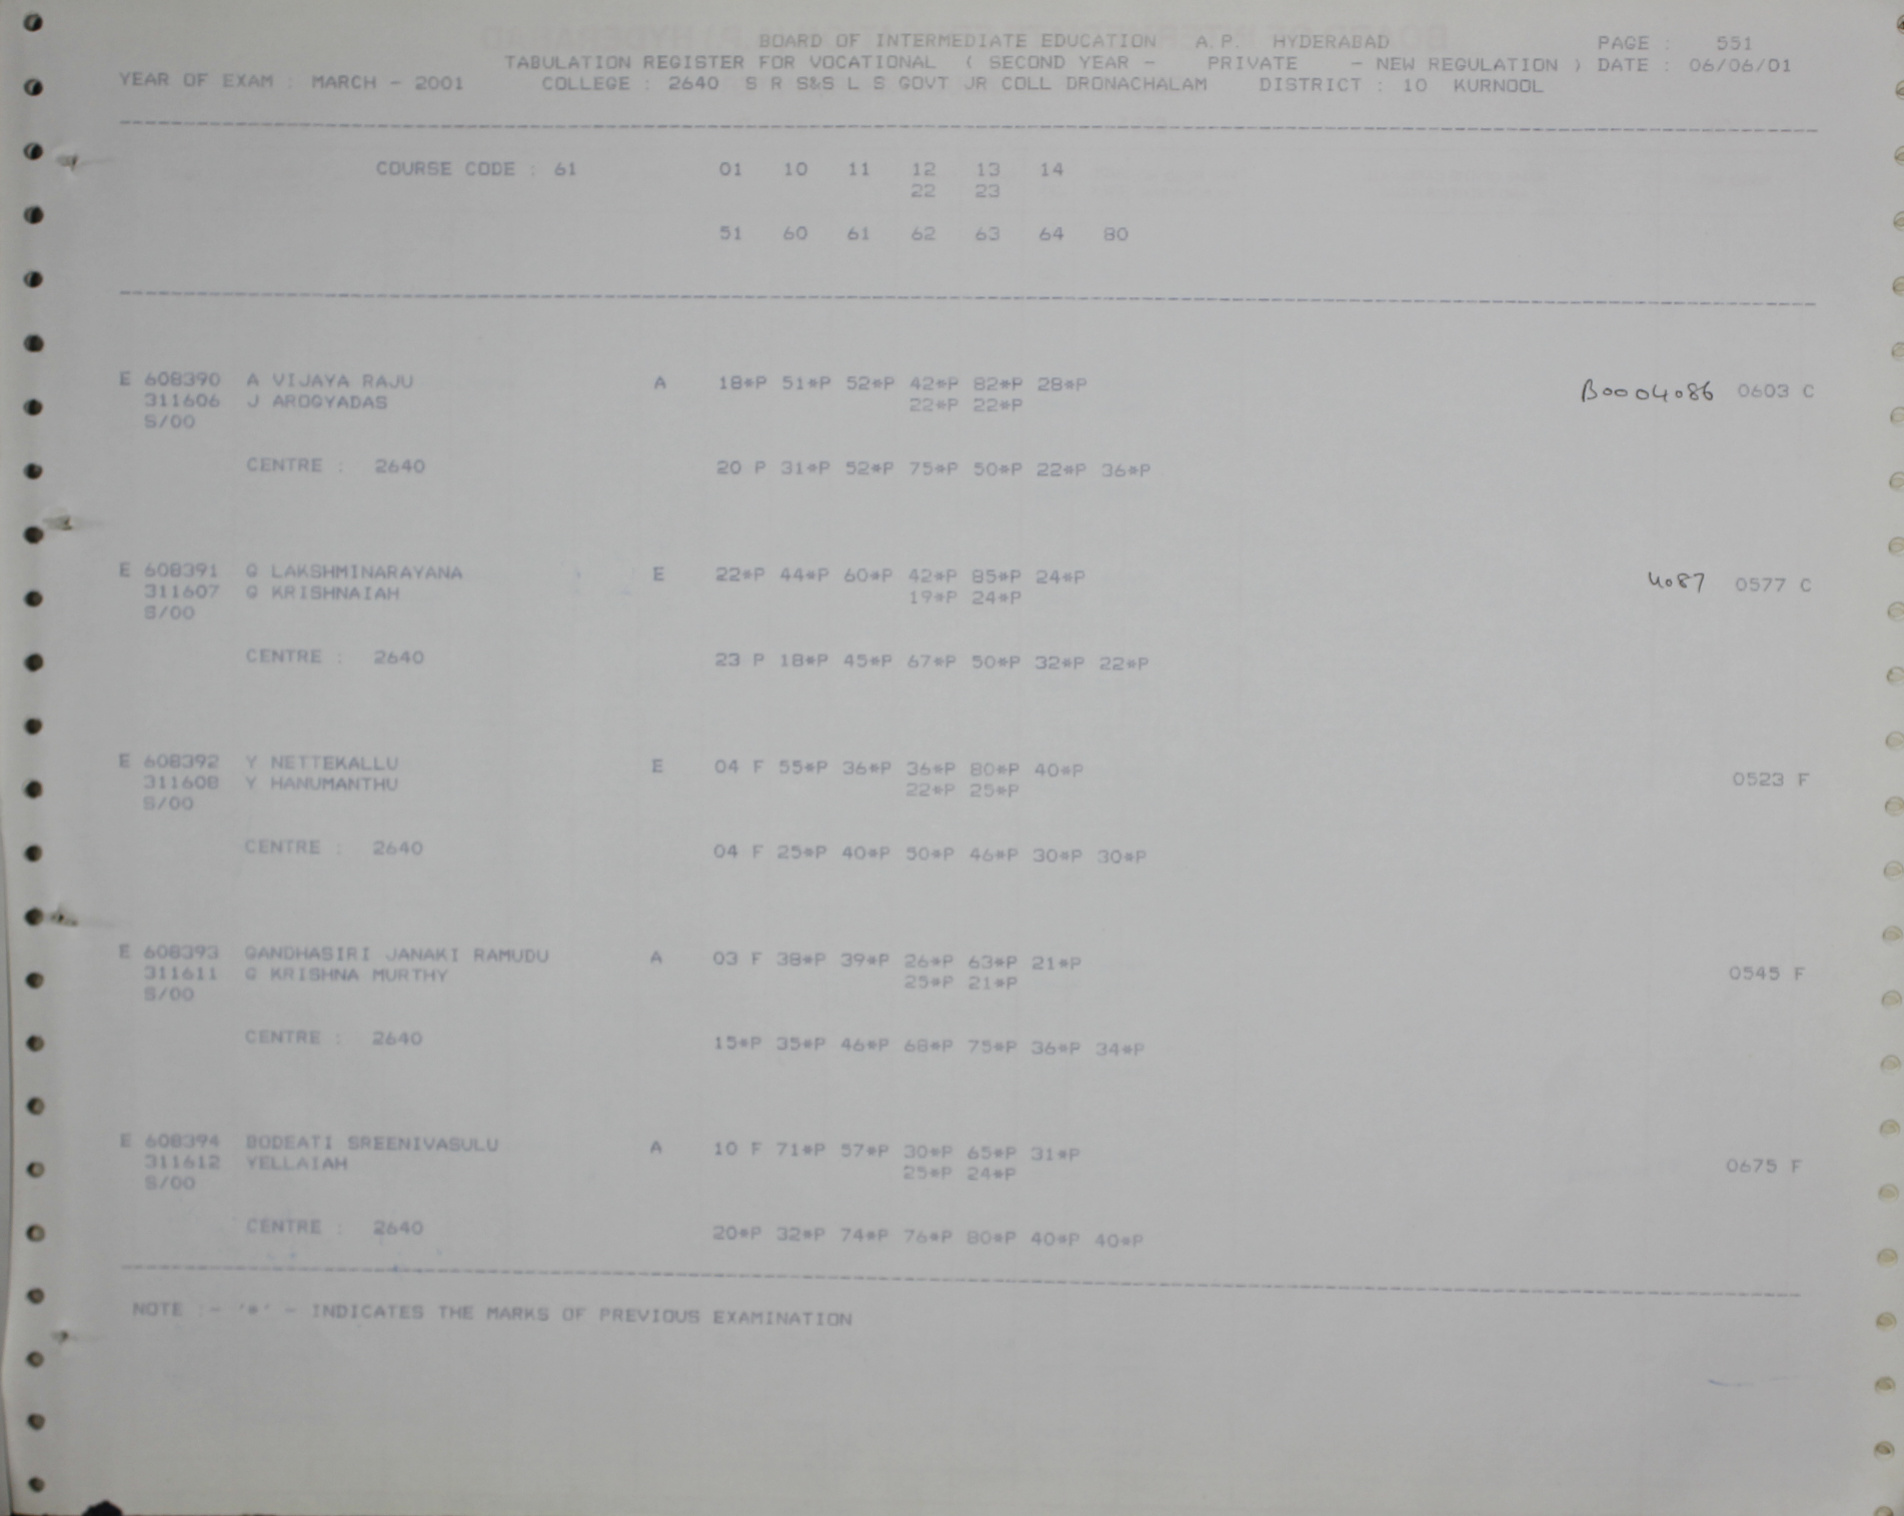 BOARD OF INTERMEDIATE EDUCATION A.P. HYDERABAD PAGE : 551
TABULATION REGISTER FOR VOCATIONAL ( SECOND YEAR - PRIVATE - NEW REGULATION ) DATE : 06/06/01
YEAR OF EXAM : MARCH - 2001 COLLEGE : 2640 S R S&S L S GOVT JR COLL DRONACHALAM DISTRICT : 10 KURNOOL
COURSE CODE : 61 01 10 11 12 13 14
22 23
51 60 61 62 63 64 80
E 608390 A VIJAYA RAJU A 18*P 51*P 52*P 42*P 82*P 28*P B0004086 0603 C
311606 J AROGYADAS 22*P 22*P
S/00
CENTRE : 2640 20 P 31*P 52*P 75*P 50*P 22*P 36*P
E 608391 G LAKSHMINARAYANA E 22*P 44*P 60*P 42*P 85*P 24*P 4087 0577 C
311607 G KRISHNAIAH 19*P 24*P
S/00
CENTRE : 2640 23 P 18*P 45*P 67*P 50*P 32*P 22*P
E 608392 Y NETTEKALLU E 04 F 55*P 36*P 36*P 80*P 40*P 0523 F
311608 Y HANUMANTHU 22*P 25*P
S/00
CENTRE : 2640 04 F 25*P 40*P 50*P 46*P 30*P 30*P
E 608393 GANDHASIRI JANAKI RAMUDU A 03 F 38*P 39*P 26*P 63*P 21*P 0545 F
311611 G KRISHNA MURTHY 25*P 21*P
S/00
CENTRE : 2640 15*P 35*P 46*P 68*P 75*P 36*P 34*P
E 608394 BODEATI SREENIVASULU A 10 F 71*P 57*P 30*P 65*P 31*P 0675 F
311612 YELLAIAH 25*P 24*P
S/00
CENTRE : 2640 20*P 32*P 74*P 76*P 80*P 40*P 40*P
NOTE :- '*' - INDICATES THE MARKS OF PREVIOUS EXAMINATION